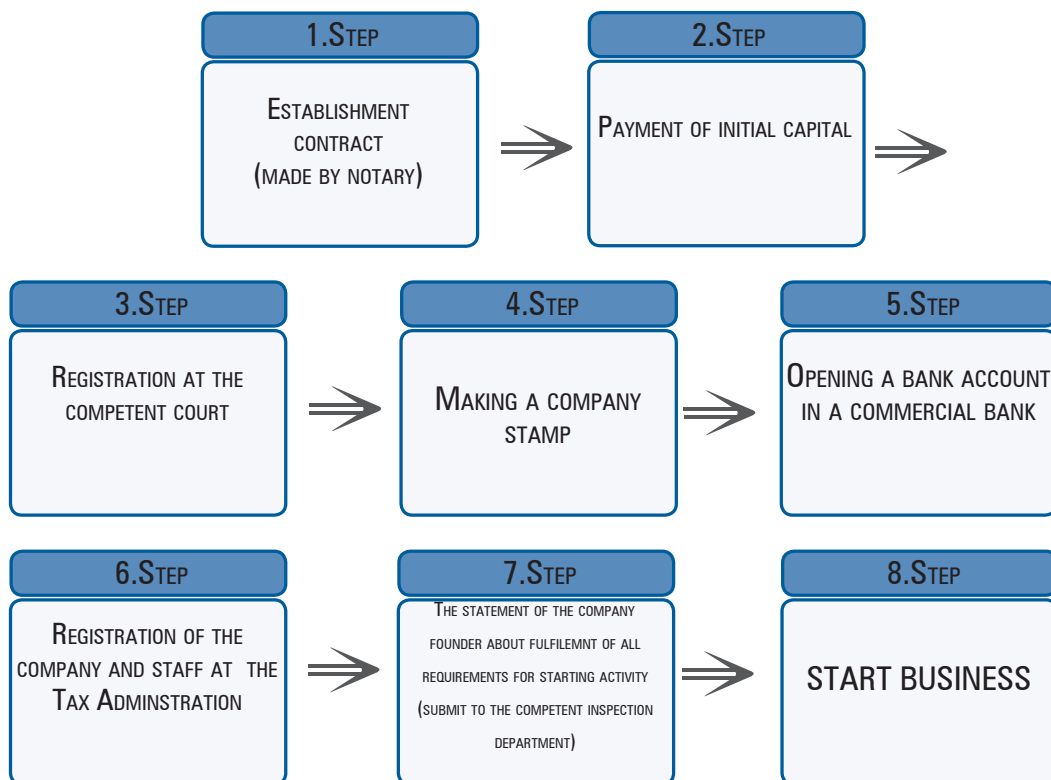 1.Step
Establishment
contract
(made by notary)
2.Step
Payment of initial capital
3.Step
Registration at the
competent court
4.Step
Making a company
stamp
5.Step
Opening a bank account
in a commercial bank
6.Step
Registration of the
company and staff at the
Tax Adminstration
7.Step
The statement of the company
founder about fulfilemnt of all
requirements for starting activity
(submit to the competent inspection
department)
8.Step
START BUSINESS